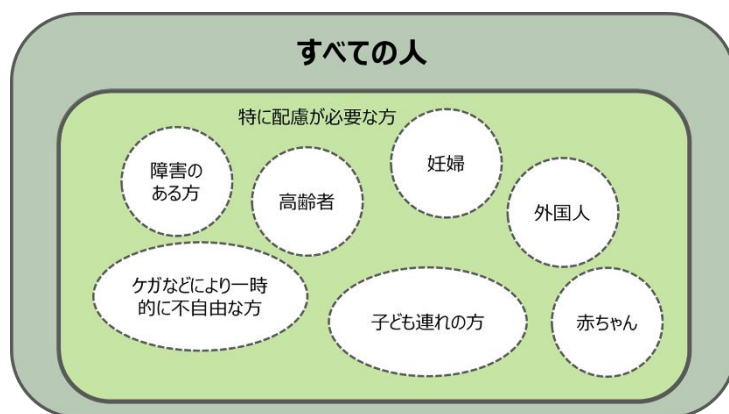 すべての人
特に配慮が必要な方
障害の
ある方
高齢者
妊婦
外国人
ケガなどにより一時
的に不自由な方
子ども連れの方
赤ちゃん